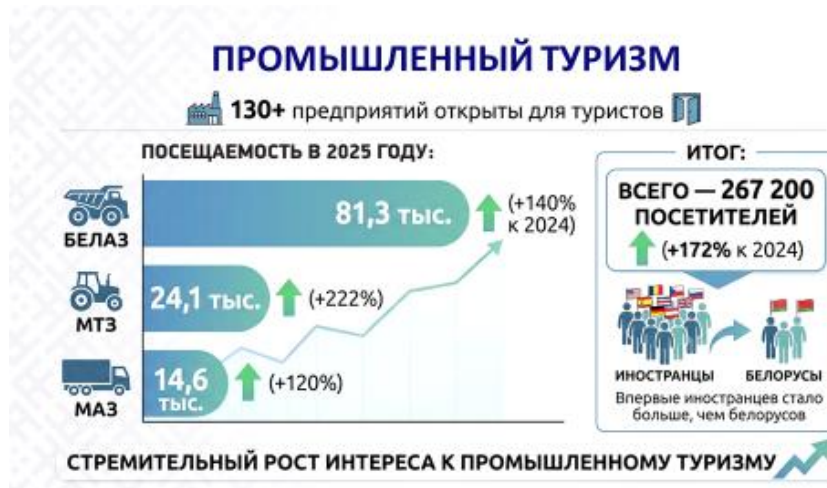 ПРОМЫШЛЕННЫЙ ТУРИЗМ
130+ предприятий открыты для туристов
ПОСЕЩАЕМОСТЬ В 2025 ГОДУ:
БЕЛАЗ
81,3 тыс.
(+140%
к 2024)
МТЗ
24,1 тыс.
(+222%)
МАЗ
14,6
тыс.
(+120%)
ИТОГ:
ВСЕГО — 267 200
ПОСЕТИТЕЛЕЙ
(+172% к 2024)
ИНОСТРАНЦЫ
БЕЛОРУСЫ
Впервые иностранцев стало
больше, чем белорусов
СТРЕМИТЕЛЬНЫЙ РОСТ ИНТЕРЕСА К ПРОМЫШЛЕННОМУ ТУРИЗМУ